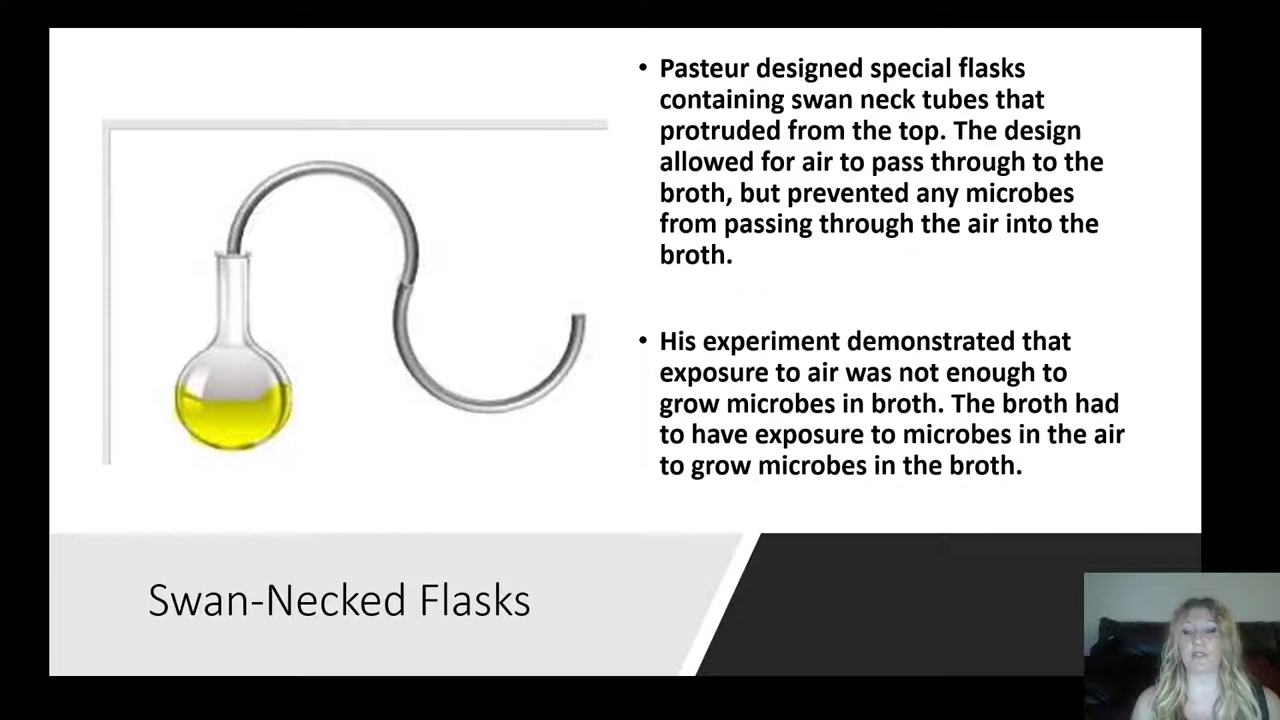 • Pasteur designed special flasks
containing swan neck tubes that
protruded from the top. The design
allowed for air to pass through to the
broth, but prevented any microbes
from passing through the air into the
broth.
• His experiment demonstrated that
exposure to air was not enough to
grow microbes in broth. The broth had
to have exposure to microbes in the air
to grow microbes in the broth.
Swan-Necked Flasks